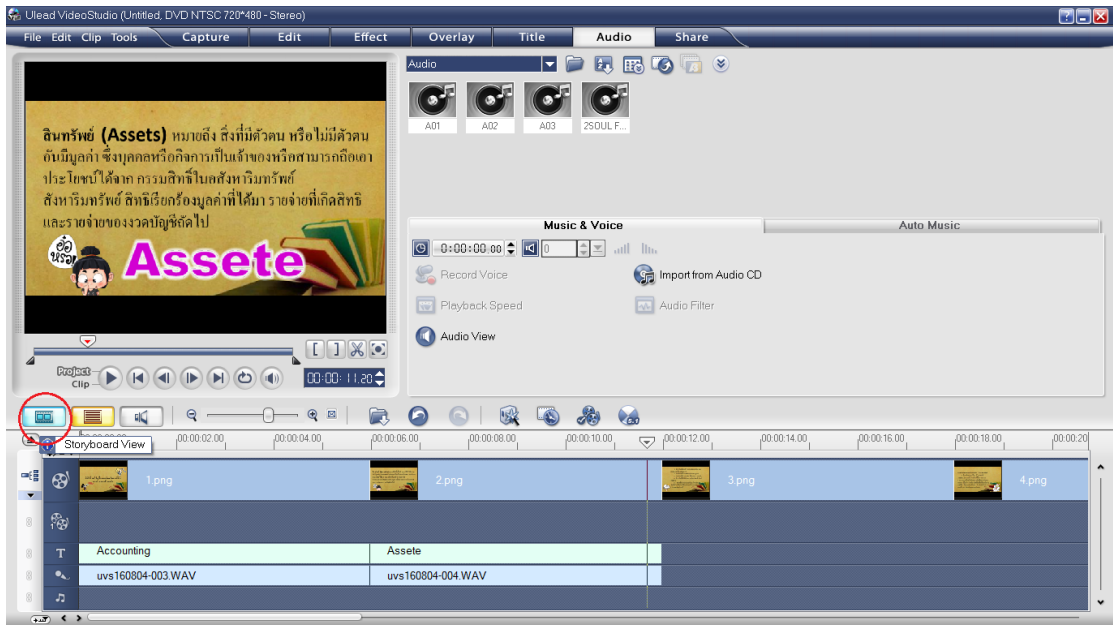 Ulead VideoStudio (Untitled, DVD NTSC 720*480 - Stereo)
File Edit Clip Tools Capture Edit Effect Overlay Title Audio Share
Audio
A01 A02 A03 2SOUL F...
สินทรัพย์ (Assets) หมายถึง สิ่งที่มีตัวตน หรือไม่มีตัวตน
อันมีมูลค่า ซึ่งบุคคลหรือกิจการเป็นเจ้าของหรือสามารถถือเอา
ประโยชน์ได้จาก กรรมสิทธิ์ในอสังหาริมทรัพย์
สังหาริมทรัพย์ สิทธิเรียกร้องมูลค่าที่ได้มา รายจ่ายที่เกิดสิทธิ
และรายจ่ายของงวดบัญชีถัดไป
อ๋อ
หรอ
Assete
Music & Voice Auto Music
0:00:00.00 0
Record Voice Import from Audio CD
Playback Speed Audio Filter
Audio View
Project
Clip
00:00:11.20
Storyboard View
00:00:02.00 00:00:04.00 00:00:06.00 00:00:08.00 00:00:10.00 00:00:12.00 00:00:14.00 00:00:16.00 00:00:18.00 00:00:20
1.png 2.png 3.png 4.png
T Accounting Assete
uvs160804-003.WAV uvs160804-004.WAV